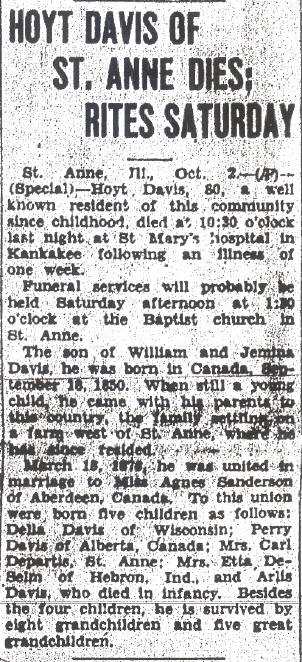 HOYT DAVIS OF
ST. ANNE DIES;
RITES SATURDAY
St. Anne, Ill., Oct. 2.—(/P)—
(Special)—Hoyt Davis, 80, a well
known resident of this community
since childhood, died at 10:30 o'clock
last night at St Mary's hospital in
Kankakee following an illness of
one week.
Funeral services will probably be
held Saturday afternoon at 1:30
o'clock at the Baptist church in
St. Anne.
The son of William and Jemima
Davis, he was born in Canada, Sep-
tember 18, 1850. When still a young
child, he came with his parents to
this country, the family settling on
a farm west of St. Anne, where he
has since resided.
March 18, 1876, he was united in
marriage to Miss Agnes Sanderson
of Aberdeen, Canada. To this union
were born five children as follows:
Della Davis of Wisconsin; Perry
Davis of Alberta, Canada; Mrs. Carl
Departis, St. Anne; Mrs. Etta De-
Selm of Hebron, Ind., and Arlis
Davis, who died in infancy. Besides
the four children, he is survived by
eight grandchildren and five great
grandchildren.